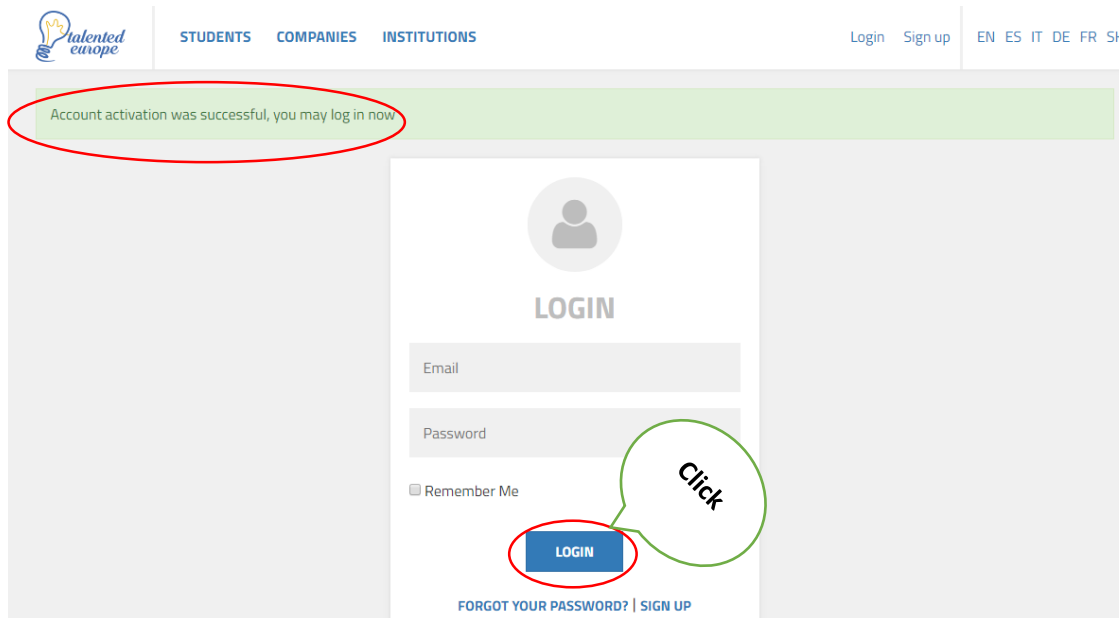 talented
europe
STUDENTS COMPANIES INSTITUTIONS
Login Sign up EN ES IT DE FR
Account activation was successful, you may log in now
LOGIN
Email
Password
Click
Remember Me
LOGIN
FORGOT YOUR PASSWORD? | SIGN UP